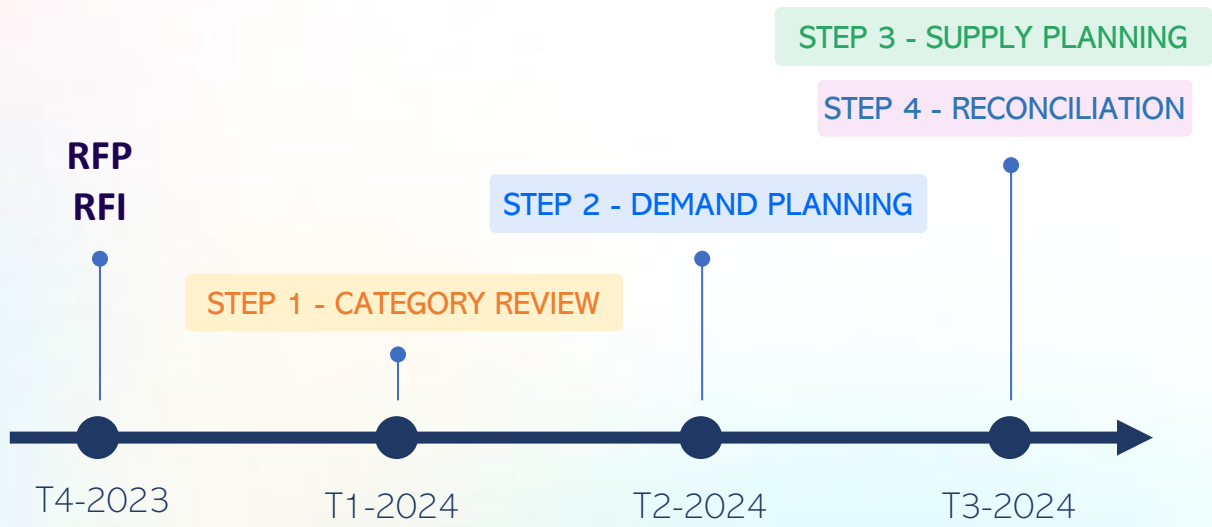 STEP 3 - SUPPLY PLANNING
STEP 4 - RECONCILIATION
RFP
RFI
STEP 2 - DEMAND PLANNING
STEP 1 - CATEGORY REVIEW
T4-2023
T1-2024
T2-2024
T3-2024